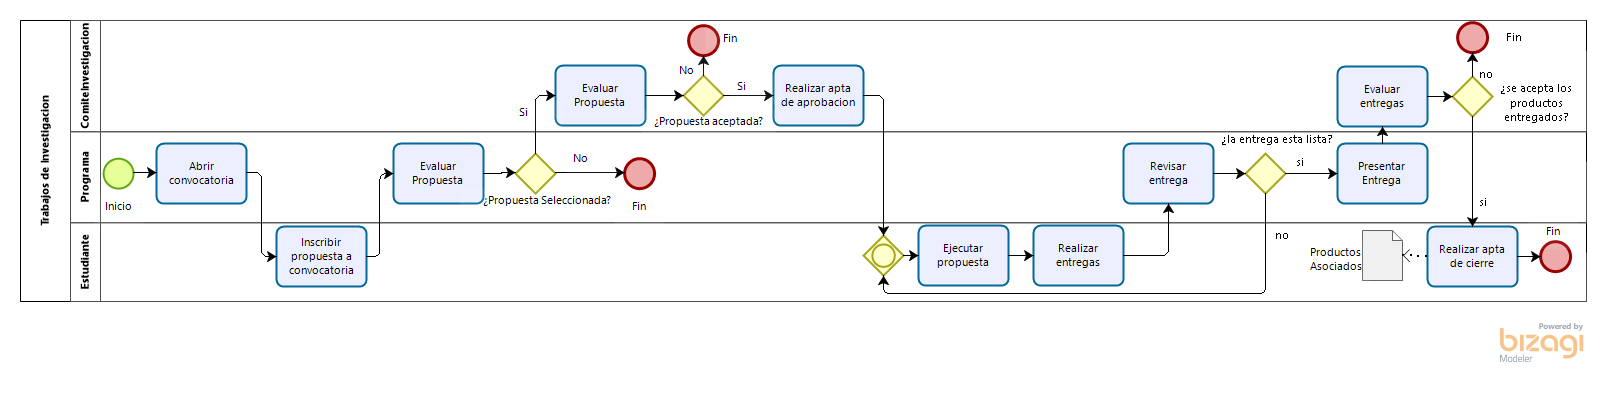 Trabajos de Investigacion
ComiteInvestigacion
Programa
Estudiante
Inicio
Abrir
convocatoria
Inscribir
propuesta a
convocatoria
Evaluar
Propuesta
¿Propuesta Seleccionada?
No
Fin
Si
Evaluar
Propuesta
¿Propuesta aceptada?
No
Fin
Si
Realizar apta
de aprobacion
Ejecutar
propuesta
Realizar
entregas
Revisar
entrega
¿la entrega esta lista?
no
si
Presentar
Entrega
Evaluar
entregas
¿se acepta los
productos
entregados?
no
Fin
si
Realizar apta
de cierre
Productos
Asociados
Fin
Powered by
bizagi
Modeler